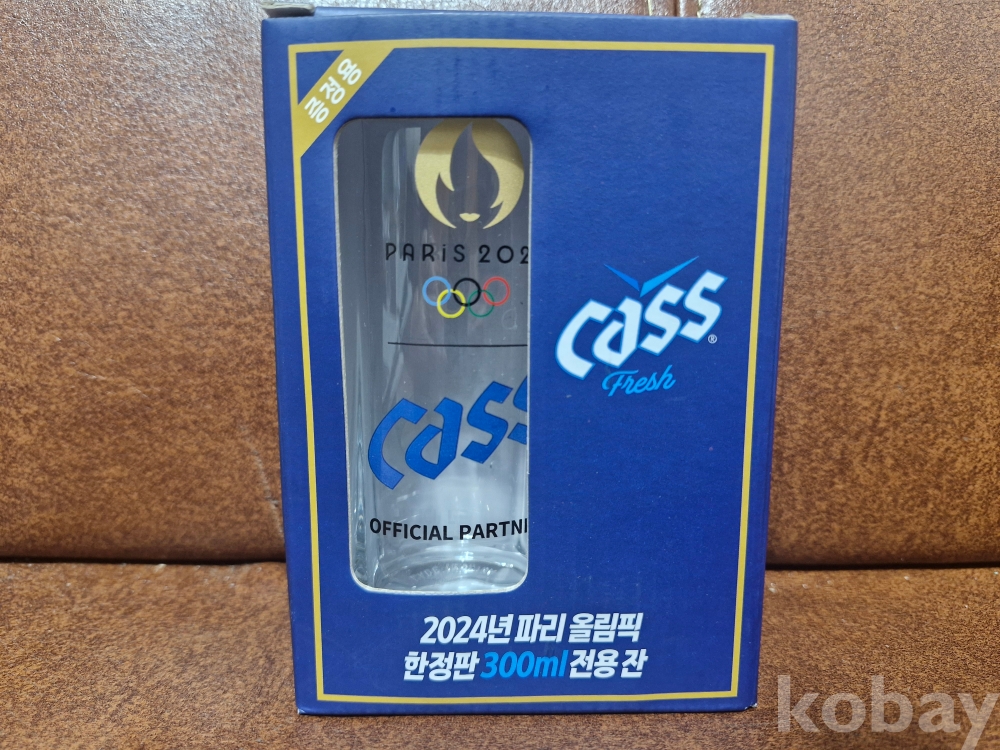 증정용
PARIS 202
cass
OFFICIAL PARTN
cass®
Fresh
2024년 파리 올림픽
한정판 300ml 전용 잔
kobay